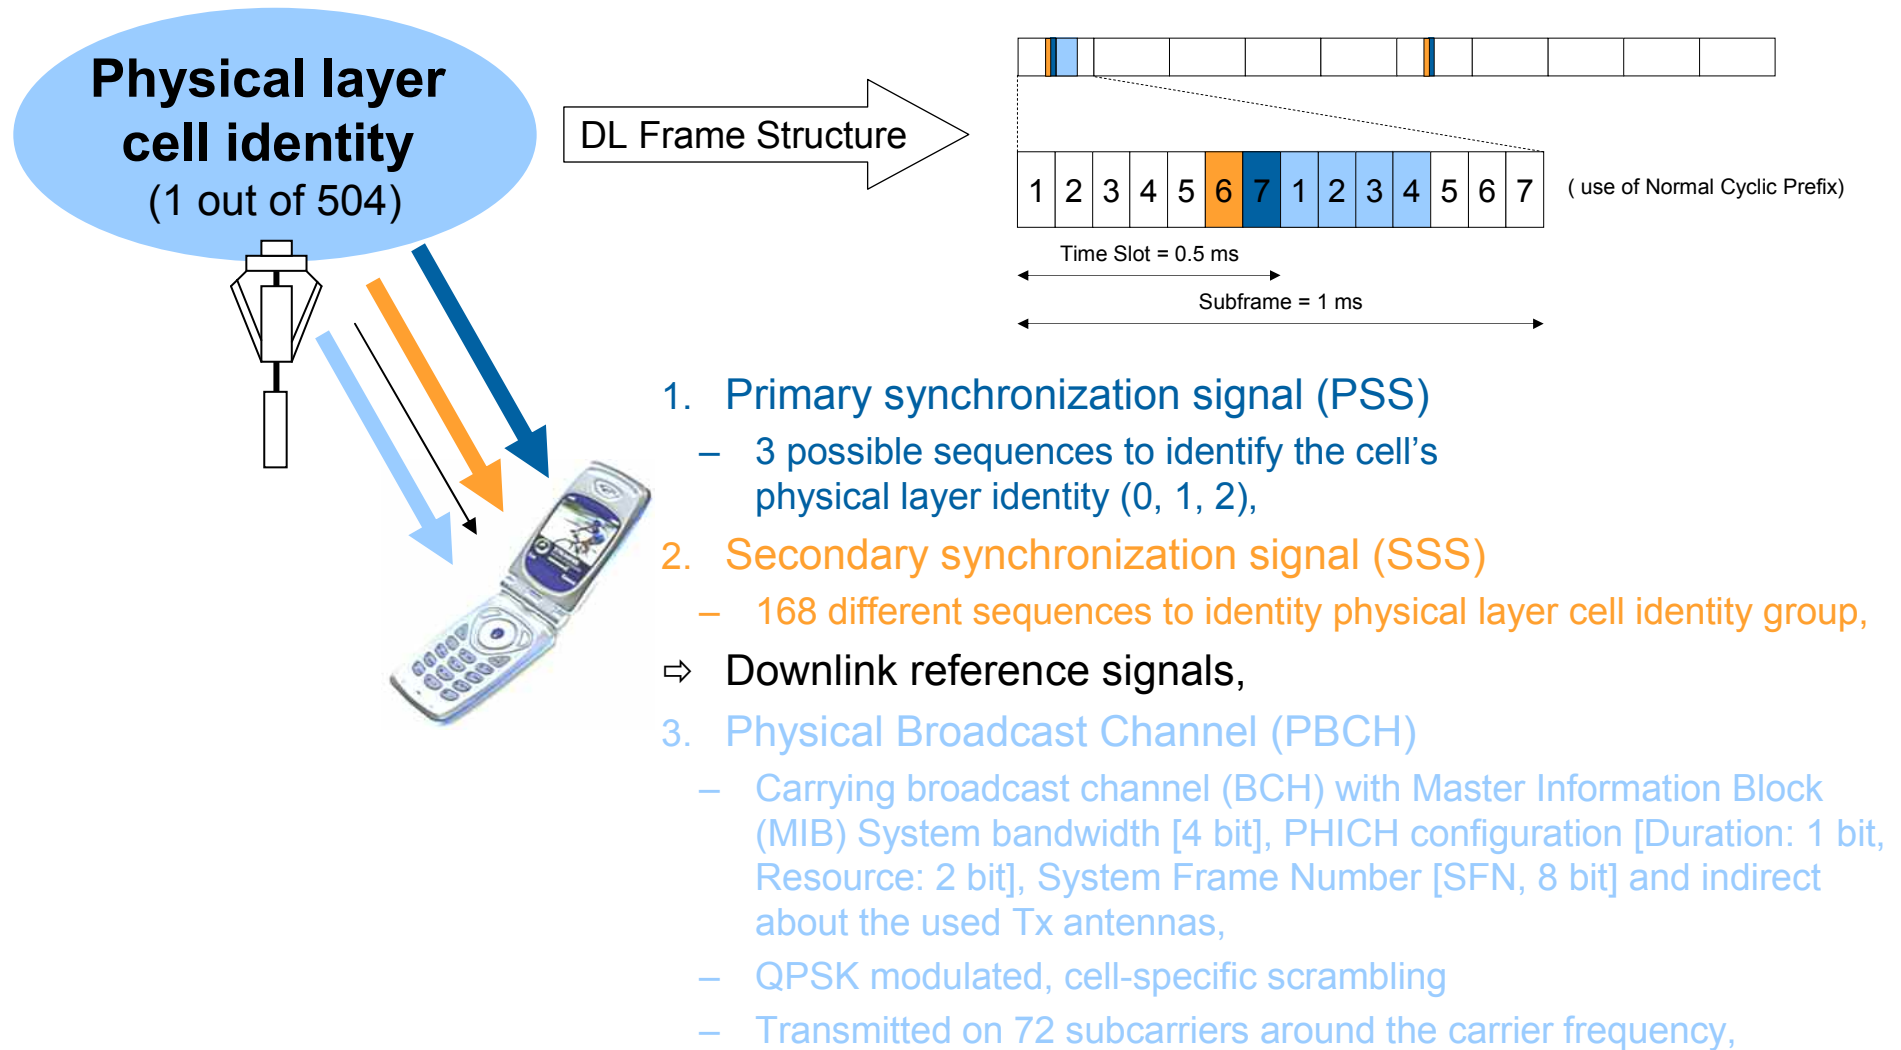 Physical layer
cell identity
(1 out of 504)
DL Frame Structure
1 2 3 4 5 6 7 1 2 3 4 5 6 7
( use of Normal Cyclic Prefix)
Time Slot = 0.5 ms
Subframe = 1 ms
1. Primary synchronization signal (PSS)
– 3 possible sequences to identify the cell’s
physical layer identity (0, 1, 2),
2. Secondary synchronization signal (SSS)
– 168 different sequences to identity physical layer cell identity group,
⇨ Downlink reference signals,
3. Physical Broadcast Channel (PBCH)
– Carrying broadcast channel (BCH) with Master Information Block
(MIB) System bandwidth [4 bit], PHICH configuration [Duration: 1 bit,
Resource: 2 bit], System Frame Number [SFN, 8 bit] and indirect
about the used Tx antennas,
– QPSK modulated, cell-specific scrambling
– Transmitted on 72 subcarriers around the carrier frequency,